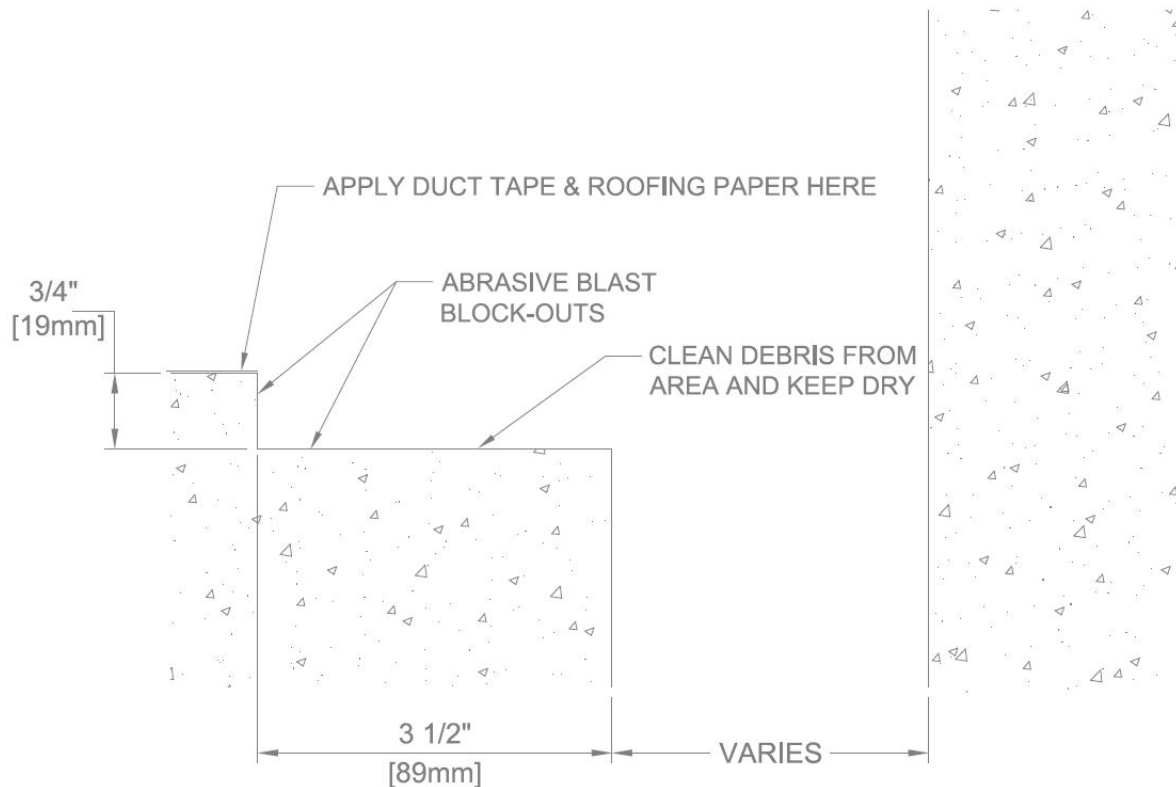 APPLY DUCT TAPE & ROOFING PAPER HERE
3/4"
[19mm]
ABRASIVE BLAST
BLOCK-OUTS
CLEAN DEBRIS FROM
AREA AND KEEP DRY
3 1/2"
[89mm]
VARIES